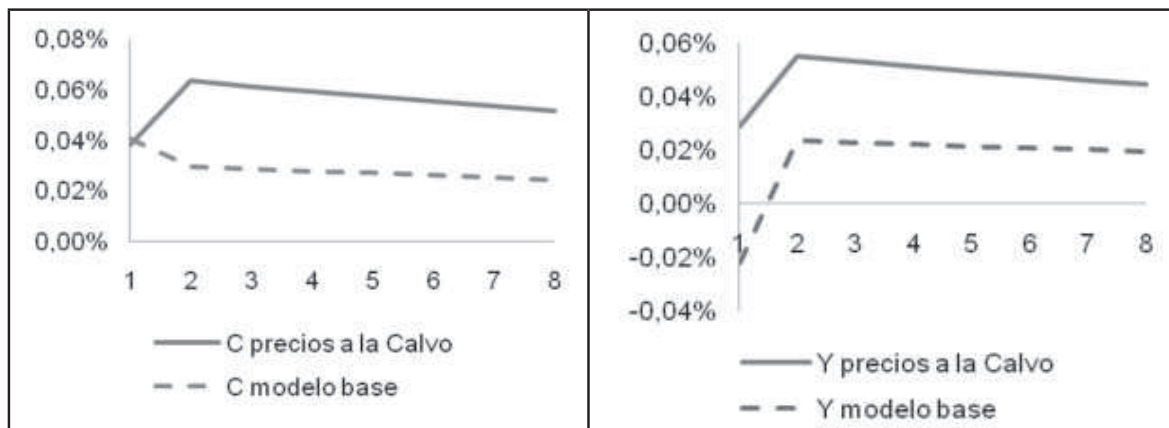 0,08%
0,06%
0,04%
0,02%
0,00%
1 2 3 4 5 6 7 8
C precios a la Calvo
C modelo base
0,06%
0,04%
0,02%
0,00%
1 2 3 4 5 6 7 8
-0,02%
-0,04%
Y precios a la Calvo
Y modelo base